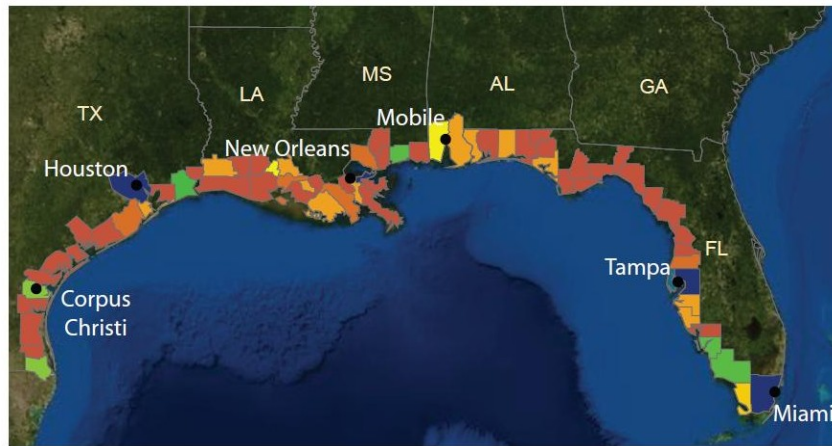 MS
AL
GA
LA
TX
Mobile
New Orleans
Houston
FL
Tampa
Corpus
Christi
Miami